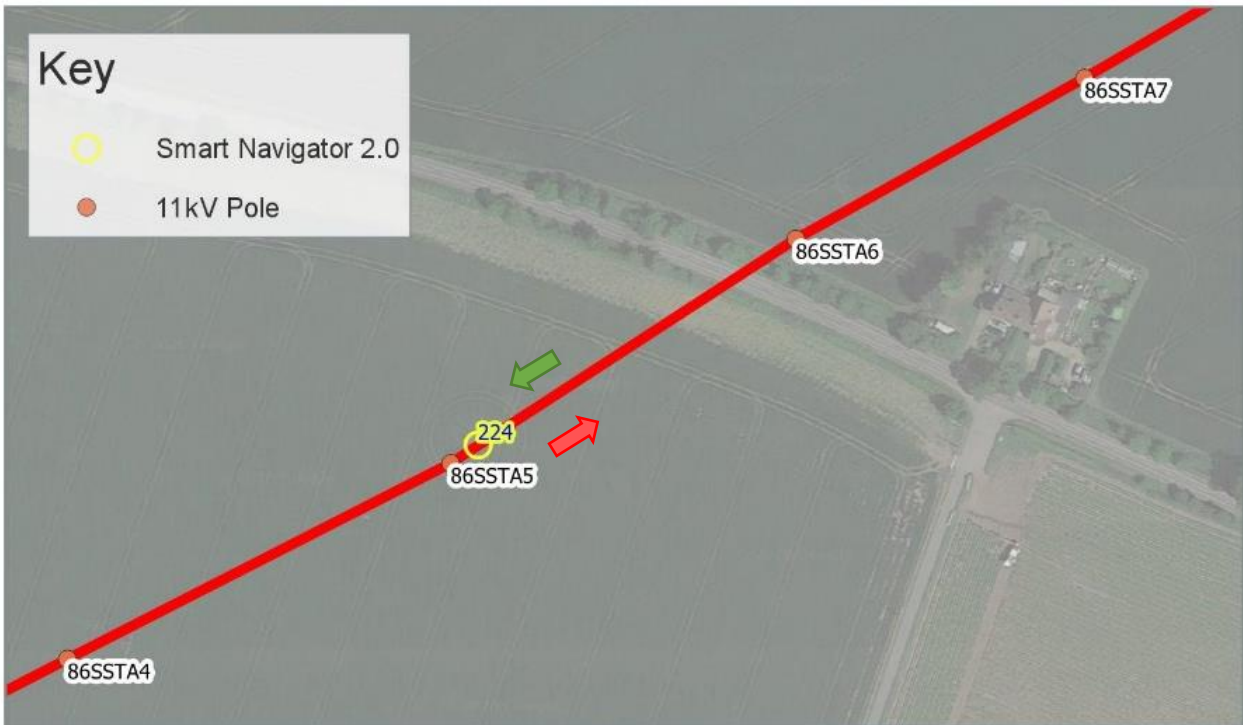 Key
Smart Navigator 2.0
11kV Pole
86SSTA7
86SSTA6
224
86SSTA5
86SSTA4